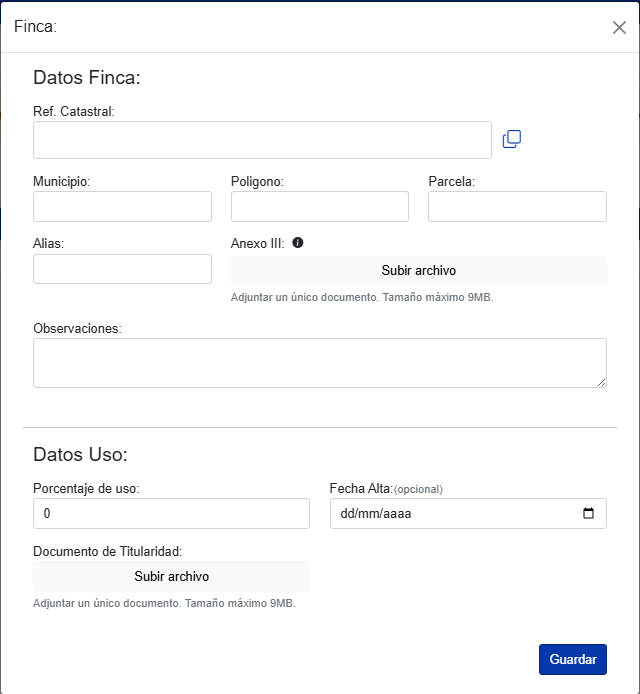 Finca:
Datos Finca:
Ref. Catastral:
Municipio: Poligono: Parcela:
Alias: Anexo III:
Subir archivo
Adjuntar un único documento. Tamaño máximo 9MB.
Observaciones:
Datos Uso:
Porcentaje de uso: Fecha Alta:(opcional)
0 dd/mm/aaaa
Documento de Titularidad:
Subir archivo
Adjuntar un único documento. Tamaño máximo 9MB.
Guardar